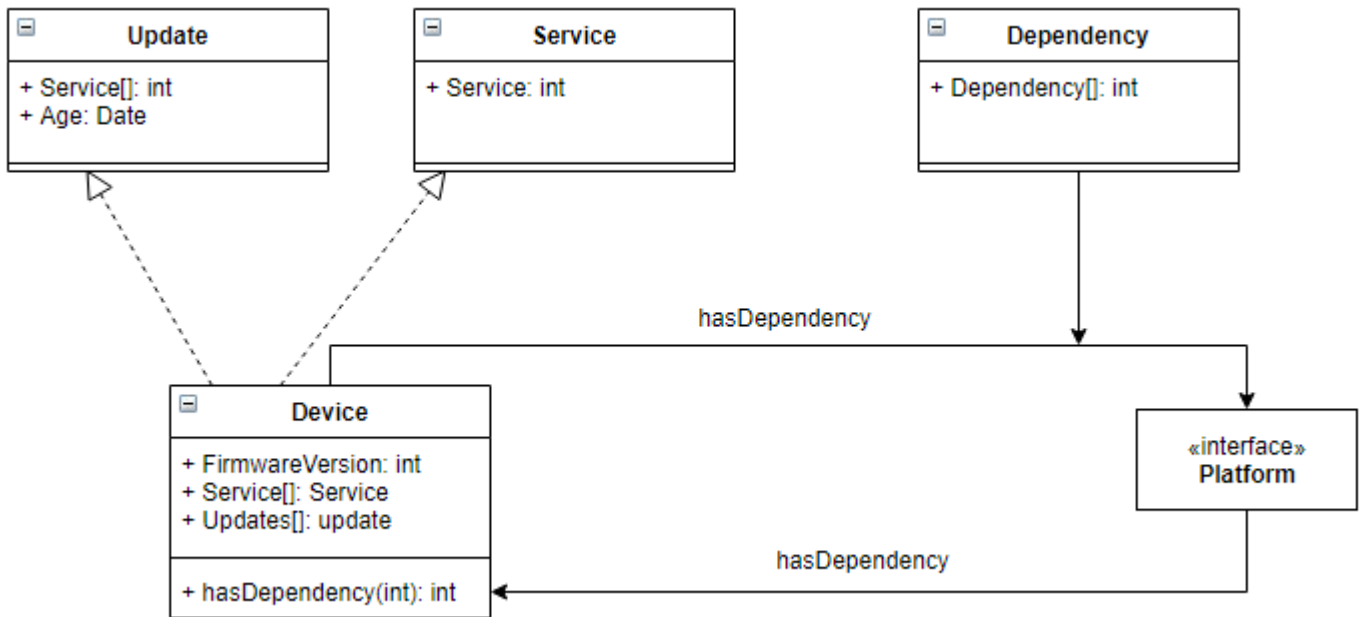 Update
+ Service[]: int
+ Age: Date
Service
+ Service: int
Dependency
+ Dependency[]: int
hasDependency
Device
+ FirmwareVersion: int
+ Service[]: Service
+ Updates[]: update
+ hasDependency(int): int
«interface»
Platform
hasDependency